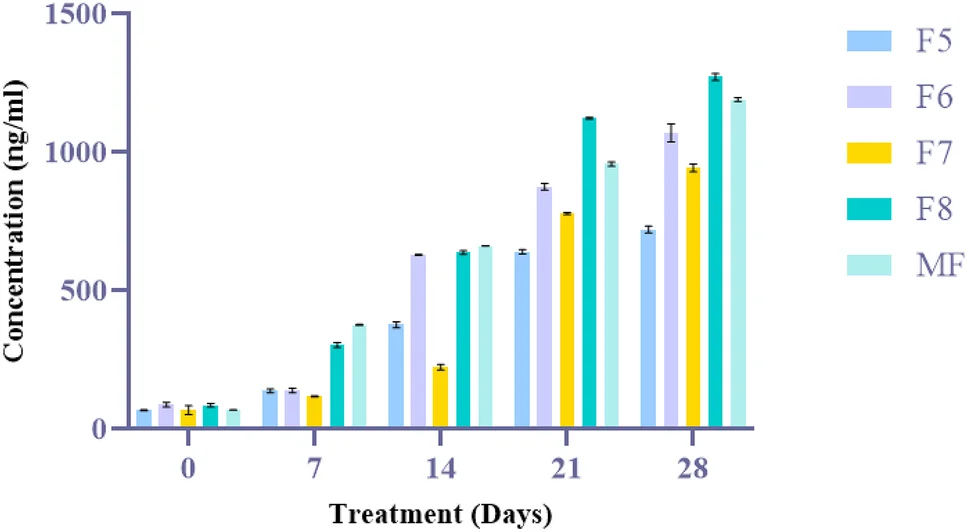 Concentration (ng/ml)
1500
1000
500
0
0 7 14 21 28
Treatment (Days)
F5
F6
F7
F8
MF